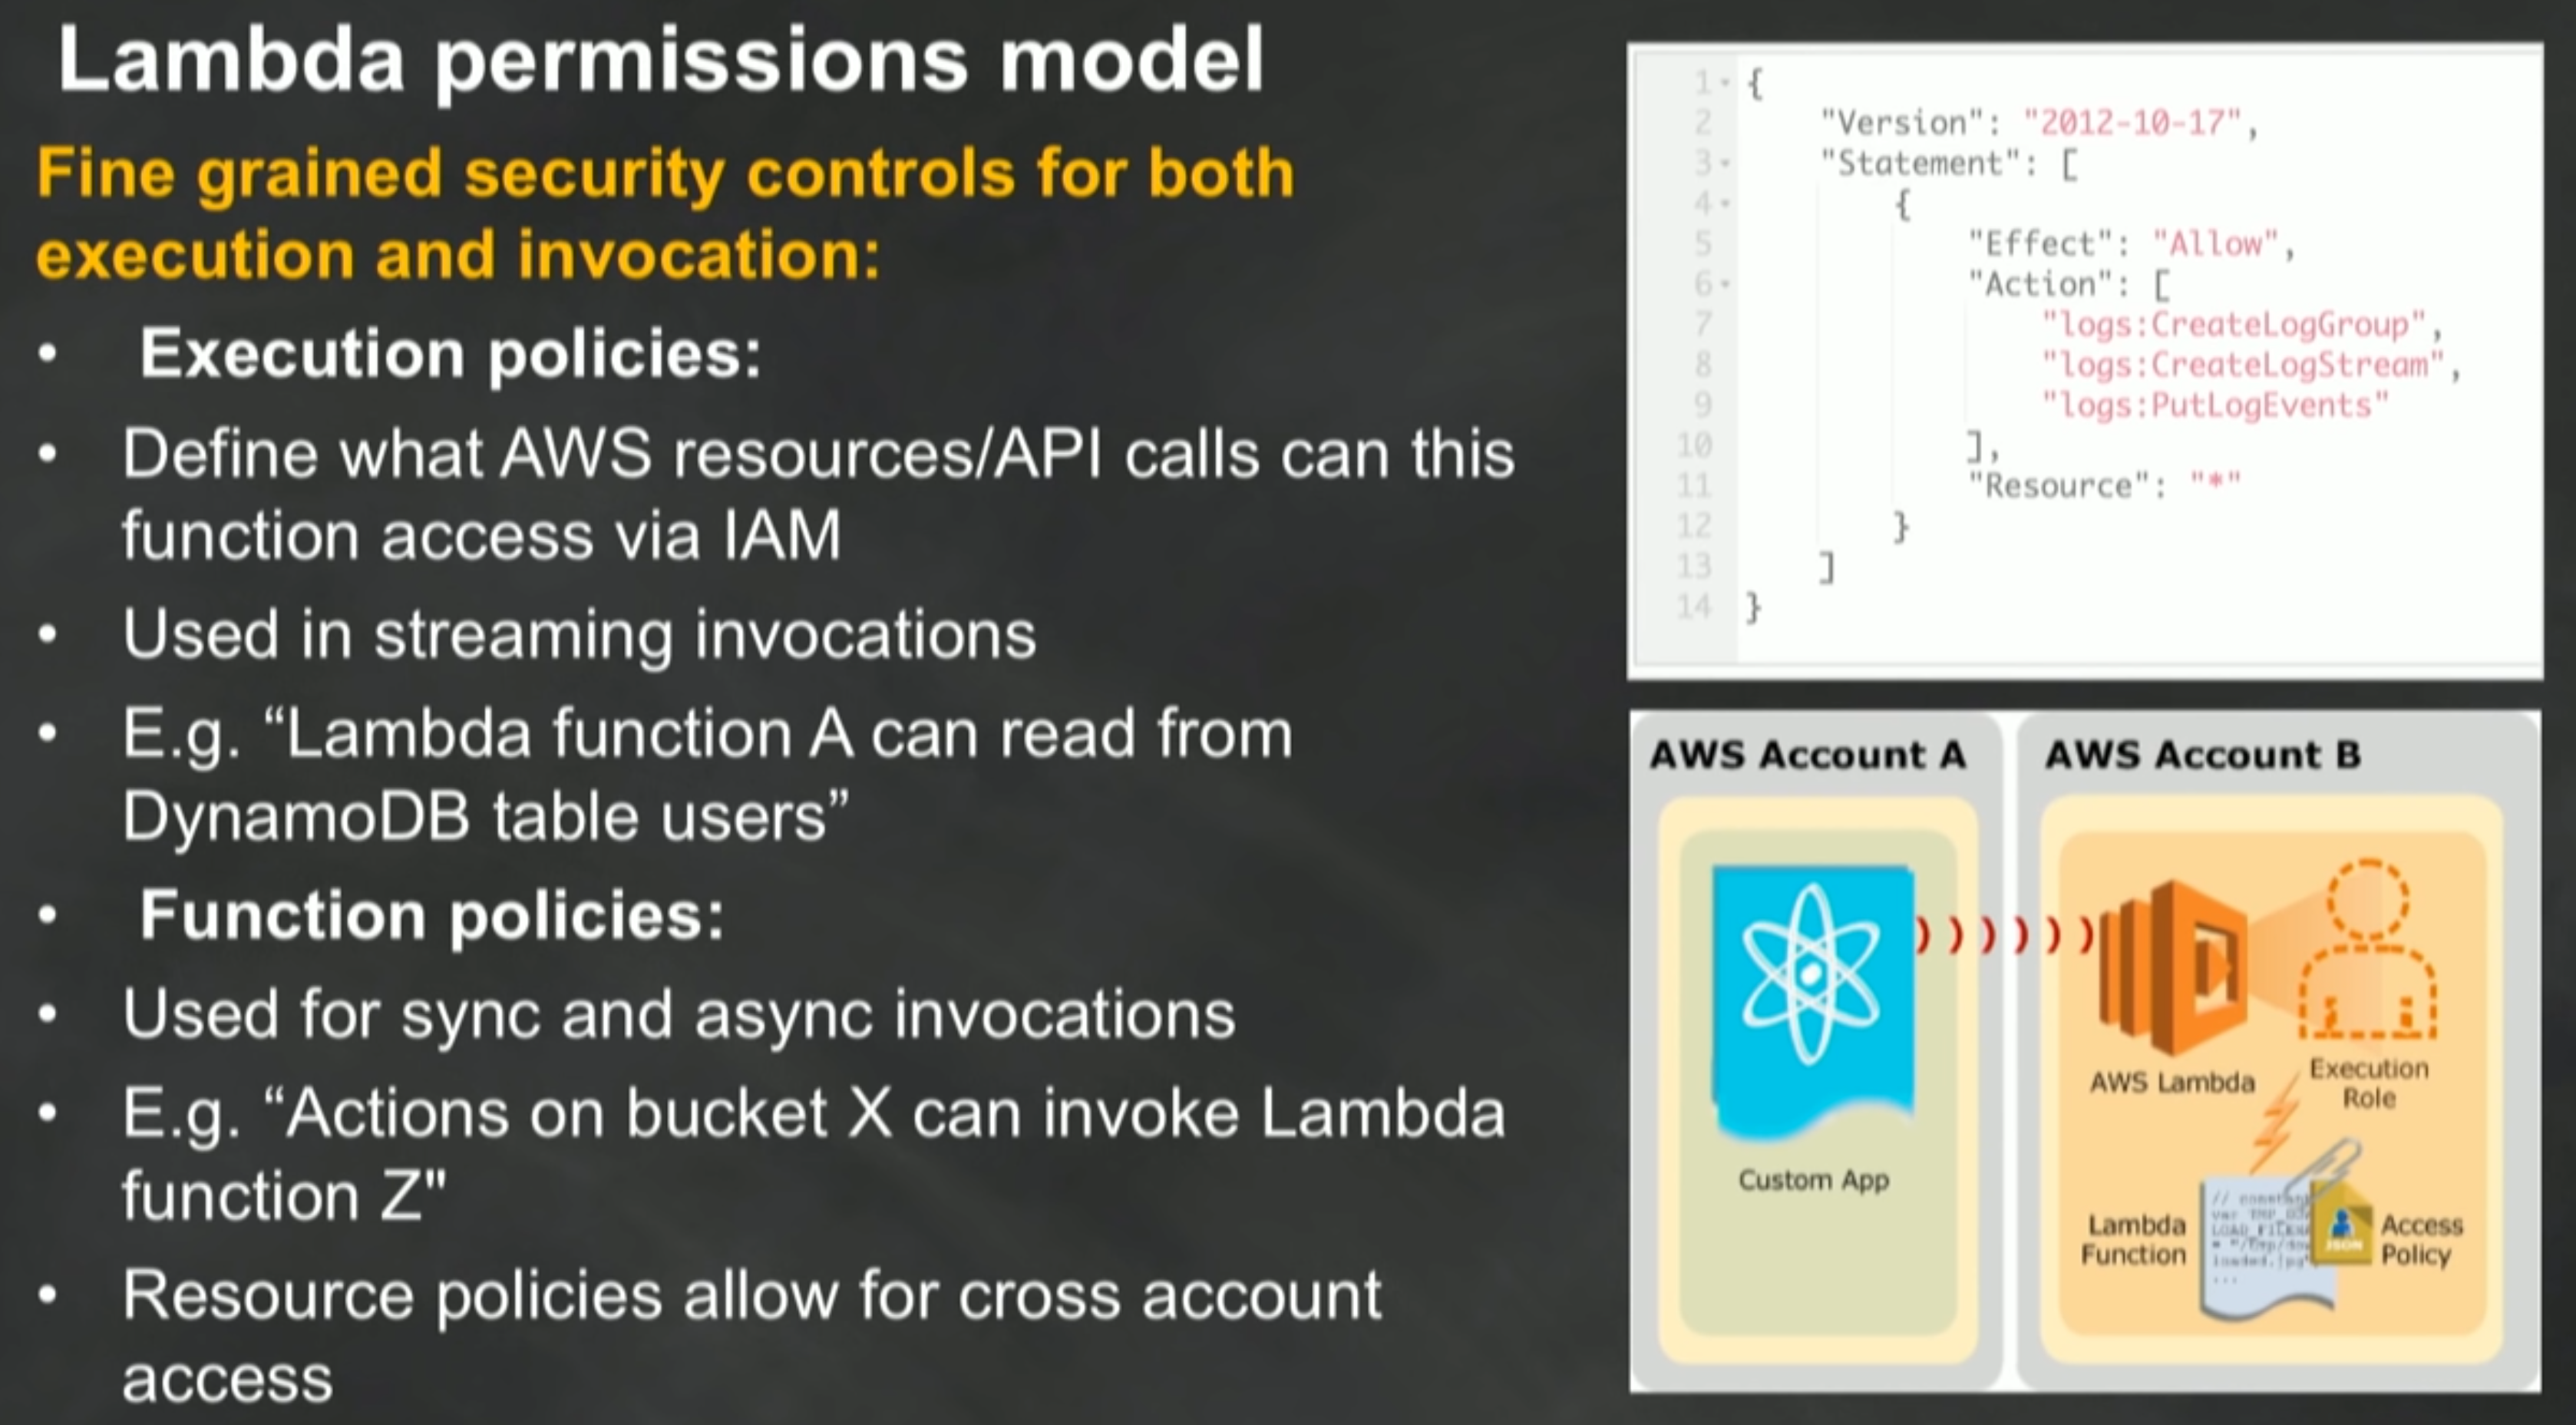 Lambda permissions model
Fine grained security controls for both
execution and invocation:
• Execution policies:
• Define what AWS resources/API calls can this
function access via IAM
• Used in streaming invocations
• E.g. “Lambda function A can read from
DynamoDB table users”
• Function policies:
• Used for sync and async invocations
• E.g. “Actions on bucket X can invoke Lambda
function Z"
• Resource policies allow for cross account
access
1 {
2 "Version": "2012-10-17",
3 "Statement": [
4 {
5 "Effect": "Allow",
6 "Action": [
7 "logs:CreateLogGroup",
8 "logs:CreateLogStream",
9 "logs:PutLogEvents"
10 ],
11 "Resource": "*"
12 }
13 ]
14 }
AWS Account A
Custom App
AWS Account B
AWS Lambda
Execution
Role
Lambda
Function
Access
Policy
JSON